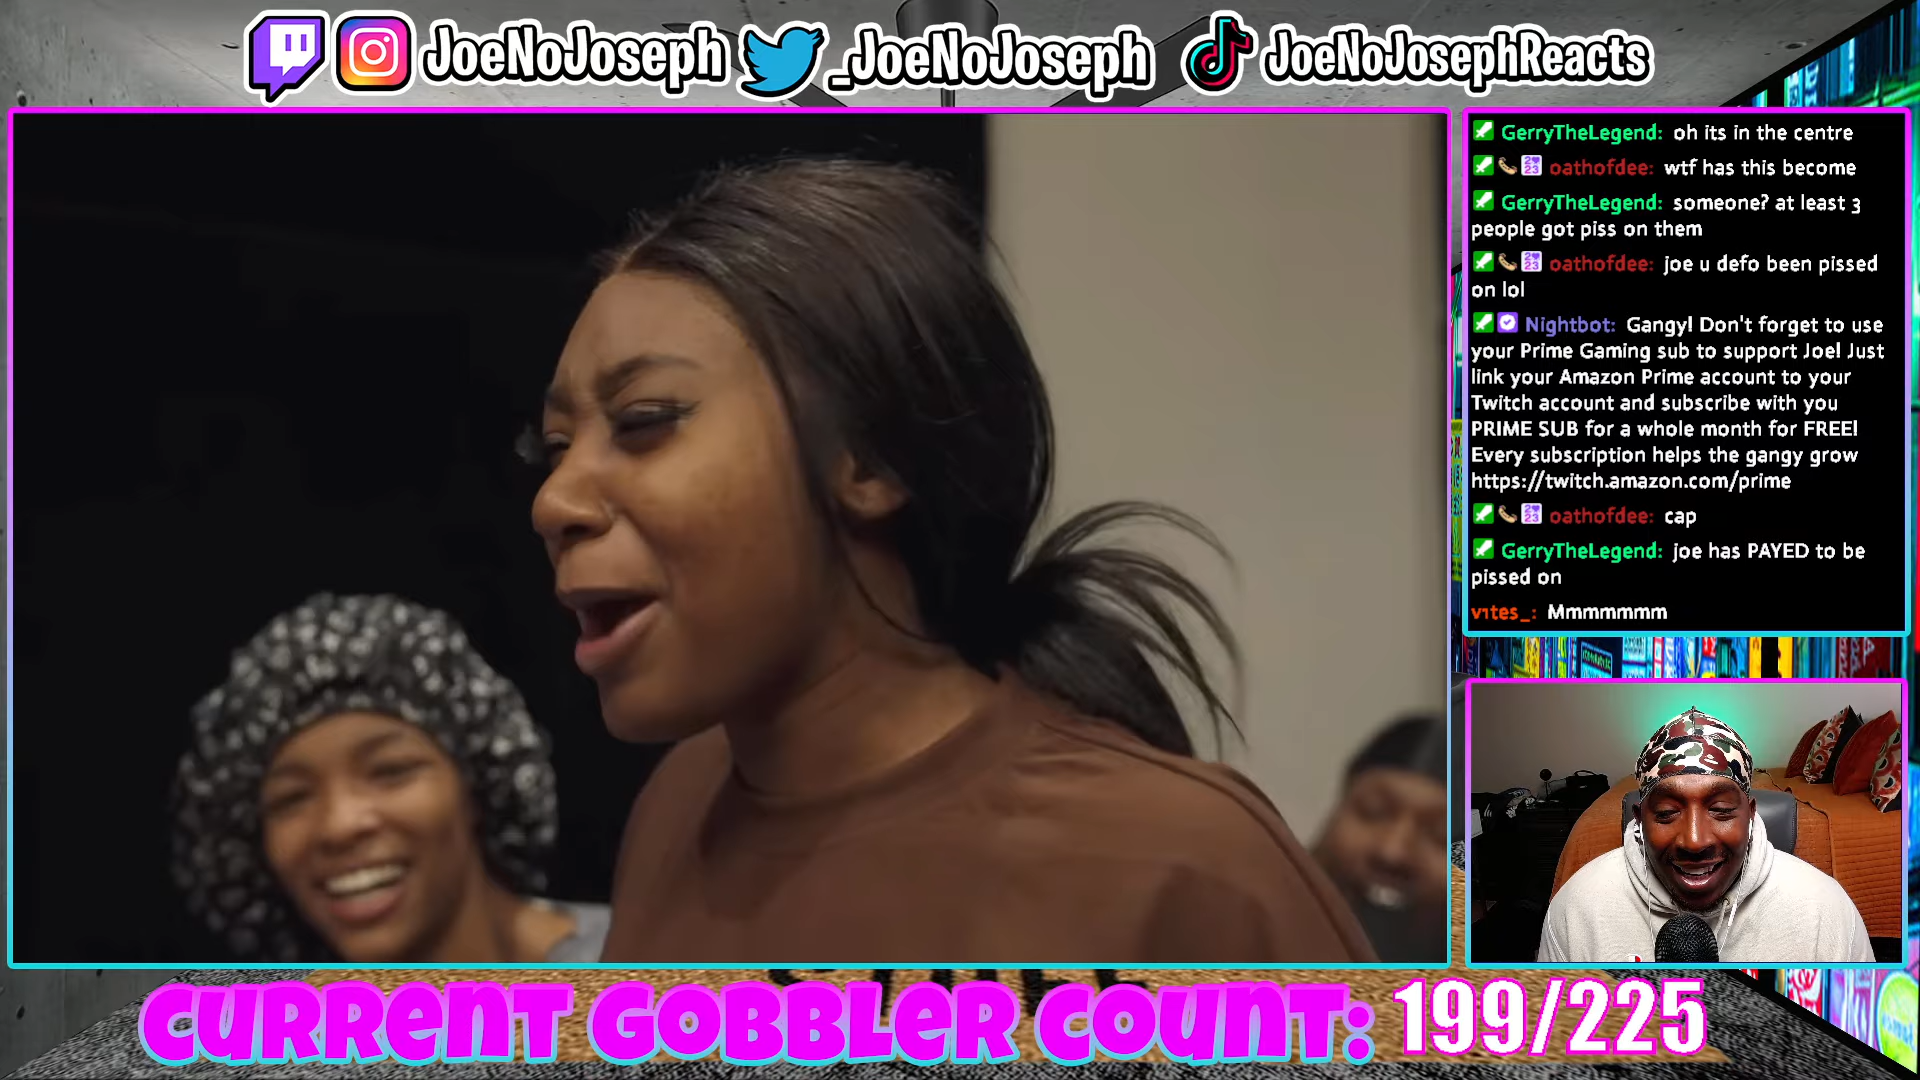 JoeNoJoseph _JoeNoJoseph JoeNoJosephReacts
GerryTheLegend: oh its in the centre
oathofdee: wtf has this become
GerryTheLegend: someone? at least 3
people got piss on them
oathofdee: joe u defo been pissed
on lol
Nightbot: Gangy! Don't forget to use
your Prime Gaming sub to support Joe! Just
link your Amazon Prime account to your
Twitch account and subscribe with you
PRIME SUB for a whole month for FREE!
Every subscription helps the gangy grow
https://twitch.amazon.com/prime
oathofdee: cap
GerryTheLegend: joe has PAYED to be
pissed on
v1tes_: Mmmmmmm
CURRENT GOBBLER COUNT: 199/225